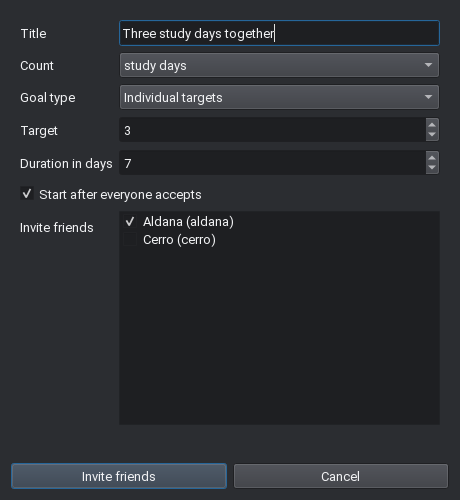 Title Three study days together
Count study days
Goal type Individual targets
Target 3
Duration in days 7
Start after everyone accepts
Invite friends Aldana (aldana)
Cerro (cerro)
Invite friends Cancel